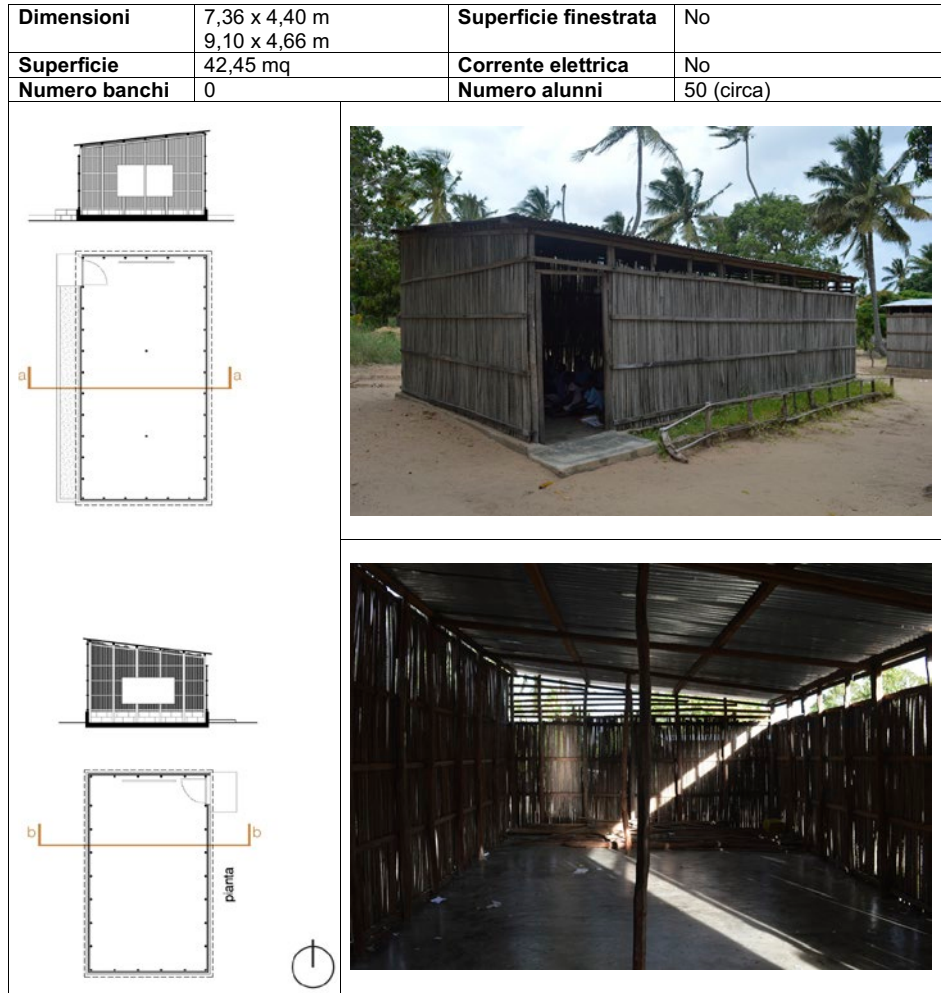 Dimensioni 7,36 x 4,40 m Superficie finestrata No
9,10 x 4,66 m
Superficie 42,45 mq Corrente elettrica No
Numero banchi 0 Numero alunni 50 (circa)
a a
b b
pianta